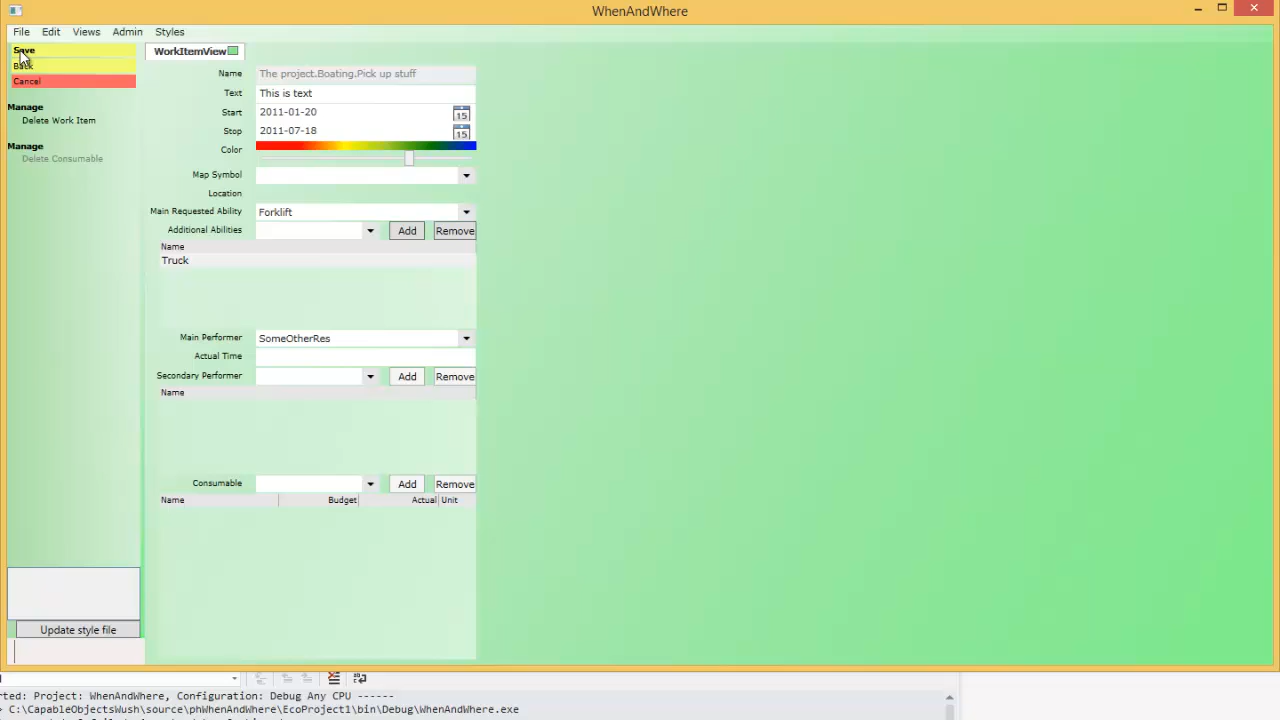 WhenAndWhere
File Edit Views Admin Styles
Save
Back
Cancel
Manage
Delete Work Item
Manage
Delete Consumable
Update style file
WorkItemView
Name The project.Boating.Pick up stuff
Text This is text
Start 2011-01-20 15
Stop 2011-07-18 15
Color
Map Symbol
Location
Main Requested Ability Forklift
Additional Abilities Add Remove
Name
Truck
Main Performer SomeOtherRes
Actual Time
Secondary Performer Add Remove
Name
Consumable Add Remove
Name Budget Actual Unit
rted: Project: WhenAndWhere, Configuration: Debug Any CPU ------
> C:\CapableObjectsWush\source\phWhenAndWhere\EcoProject1\bin\Debug\WhenAndWhere.exe